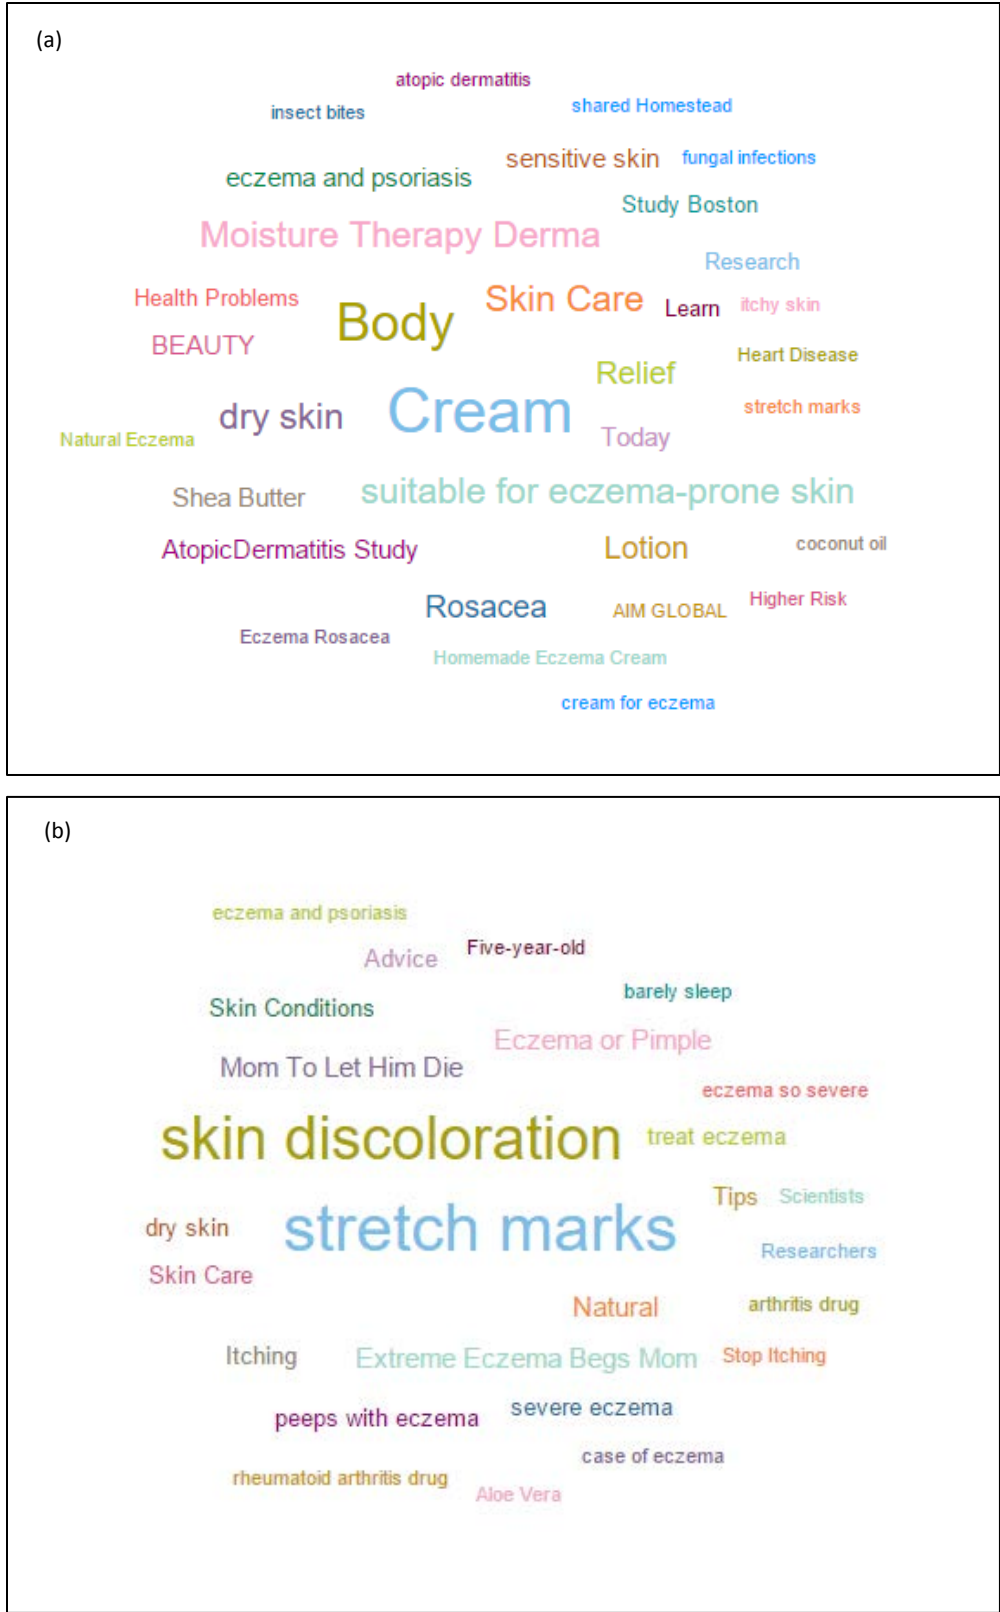 (a)
atopic dermatitis
insect bites
shared Homestead
sensitive skin
fungal infections
eczema and psoriasis
Study Boston
Moisture Therapy Derma
Research
Health Problems
Skin Care
Learn
itchy skin
Body
BEAUTY
Heart Disease
Relief
dry skin
Cream
stretch marks
Natural Eczema
Today
Shea Butter
suitable for eczema-prone skin
AtopicDermatitis Study
Lotion
coconut oil
Rosacea
AIM GLOBAL
Higher Risk
Eczema Rosacea
Homemade Eczema Cream
cream for eczema
(b)
eczema and psoriasis
Advice
Five-year-old
barely sleep
Skin Conditions
Eczema or Pimple
Mom To Let Him Die
eczema so severe
skin discoloration
treat eczema
Tips
Scientists
dry skin
stretch marks
Researchers
Skin Care
Natural
arthritis drug
Itching
Extreme Eczema Begs Mom
Stop Itching
peeps with eczema
severe eczema
case of eczema
rheumatoid arthritis drug
Aloe Vera